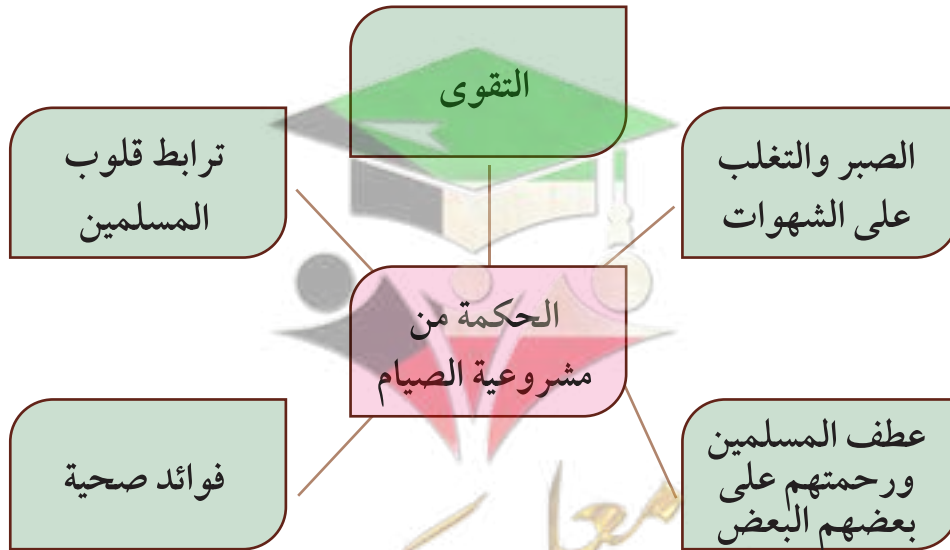 التقوى
الصبر والتغلب
على الشهوات
ترابط قلوب
المسلمين
الحكمة من
مشروعية الصيام
عطف المسلمين
ورحمتهم على
بعضهم البعض
فوائد صحية
معا